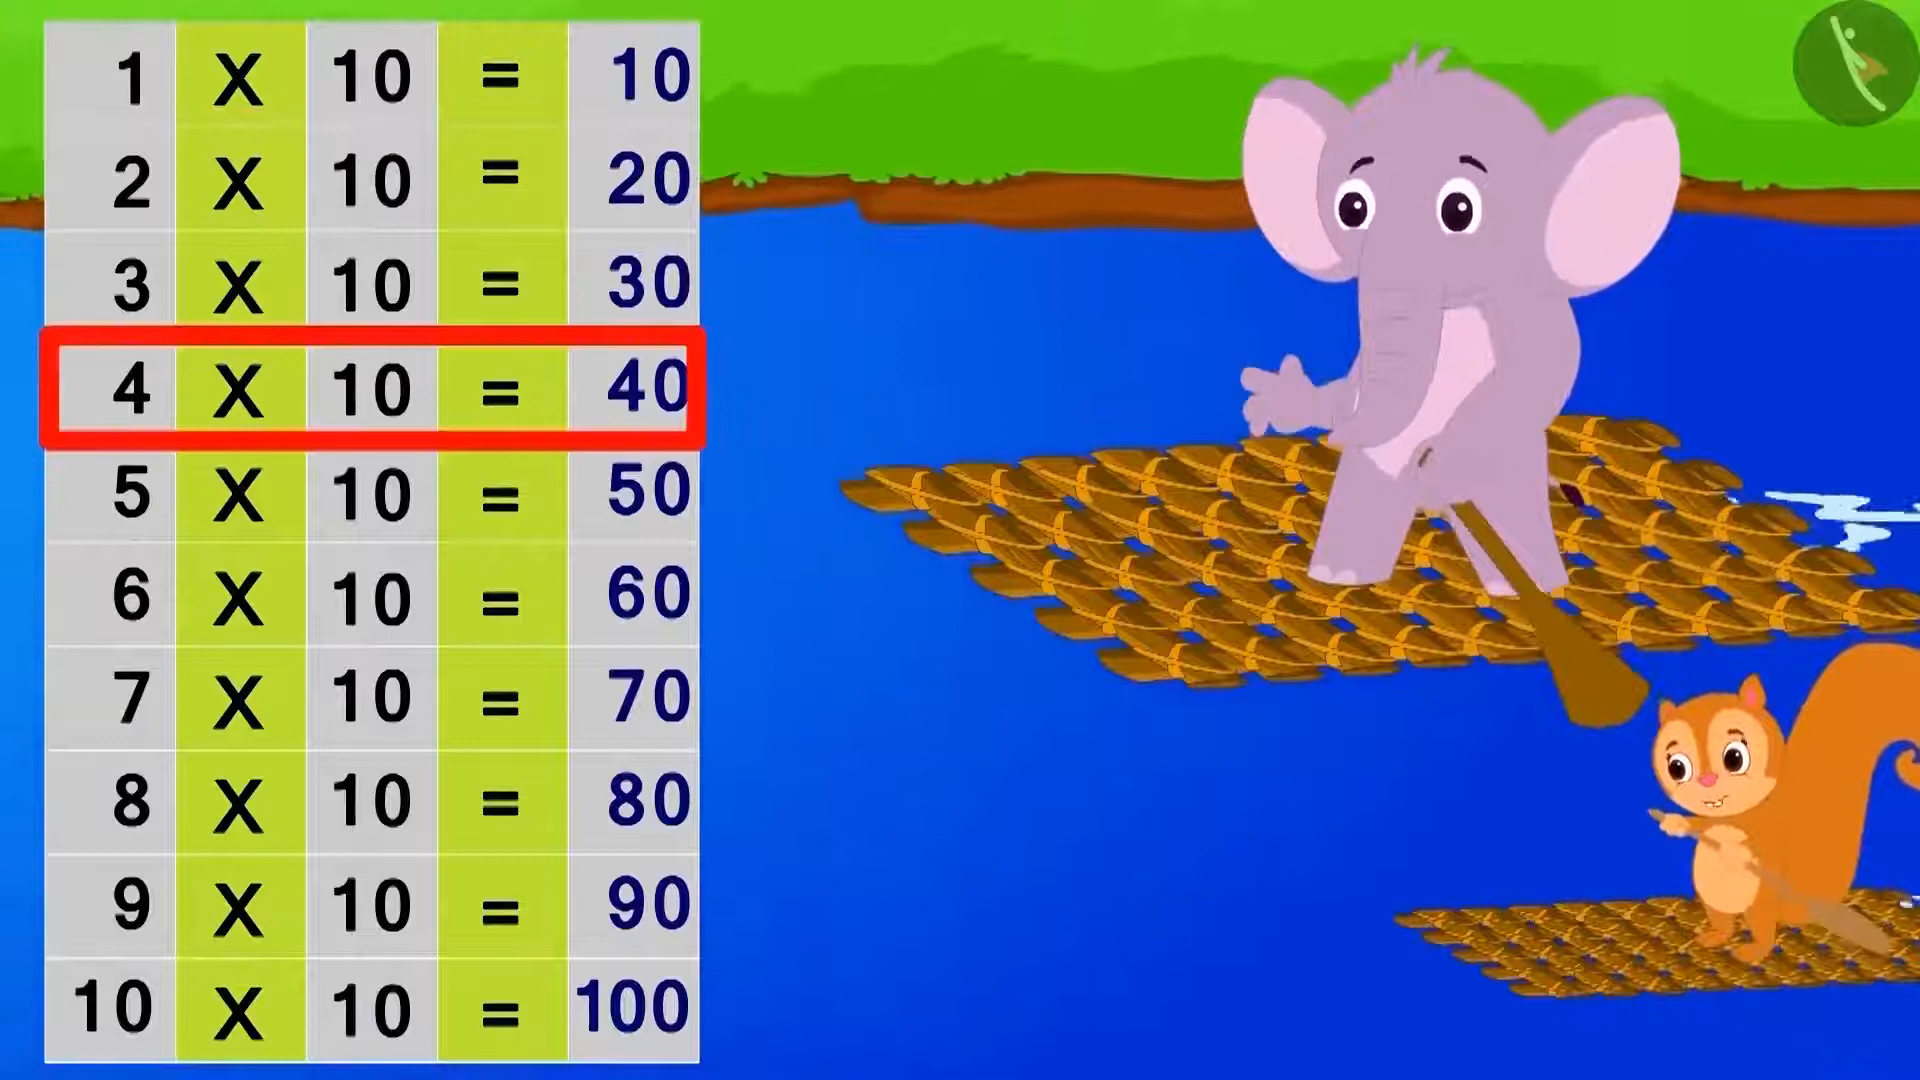 1 X 10 = 10
2 X 10 = 20
3 X 10 = 30
4 X 10 = 40
5 X 10 = 50
6 X 10 = 60
7 X 10 = 70
8 X 10 = 80
9 X 10 = 90
10 X 10 = 100